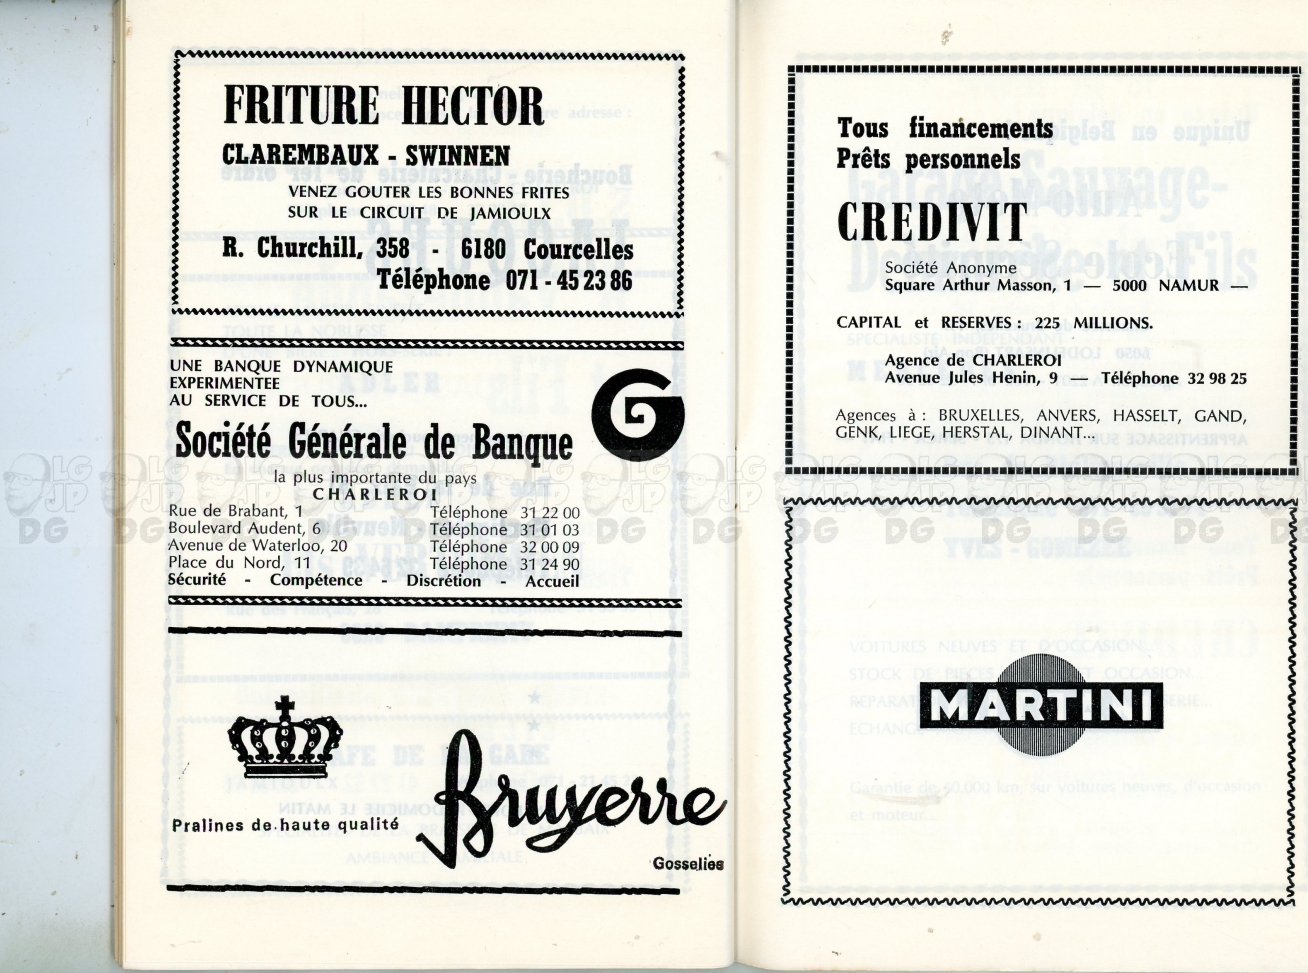 FRITURE HECTOR
CLAREMBAUX - SWINNEN
VENEZ GOUTER LES BONNES FRITES
SUR LE CIRCUIT DE JAMIOULX
R. Churchill, 358 - 6180 Courcelles
Téléphone 071 - 45 23 86
UNE BANQUE DYNAMIQUE
EXPERIMENTEE
AU SERVICE DE TOUS...
G
Société Générale de Banque
la plus importante du pays
CHARLEROI
Rue de Brabant, 1 Téléphone 31 22 00
Boulevard Audent, 6 Téléphone 31 01 03
Avenue de Waterloo, 20 Téléphone 32 00 09
Place du Nord, 11 Téléphone 31 24 90
Sécurité - Compétence - Discrétion - Accueil
Pralines de haute qualité
Bruyerre
Gosselies
Tous financements
Prêts personnels
CREDIVIT
Société Anonyme
Square Arthur Masson, 1 — 5000 NAMUR —
CAPITAL et RESERVES : 225 MILLIONS.
Agence de CHARLEROI
Avenue Jules Henin, 9 — Téléphone 32 98 25
Agences à : BRUXELLES, ANVERS, HASSELT, GAND,
GENK, LIEGE, HERSTAL, DINANT...
MARTINI